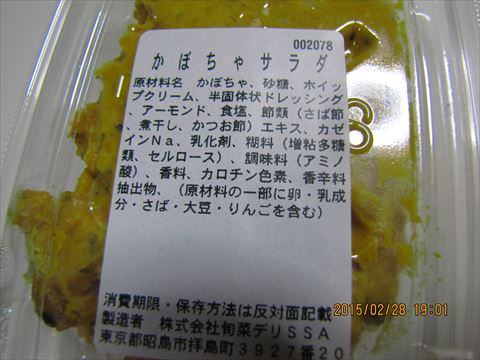 002078
かぼちゃサラダ
原材料名 かぼちゃ、砂糖、ホイッ
プクリーム、半固体状ドレッシング
、アーモンド、食塩、節類(さば節
、煮干し、かつお節)エキス、カゼ
インNa、乳化剤、糊料(増粘多糖
類、セルロース)、調味料(アミノ
酸)、香料、カロチン色素、香辛料
抽出物、(原材料の一部に卵・乳成
分・さば・大豆・りんごを含む)
消費期限・保存方法は反対面記載
製造者 株式会社旬菜デリSSA
東京都昭島市拝島町3927番20
2015/02/28 19:01